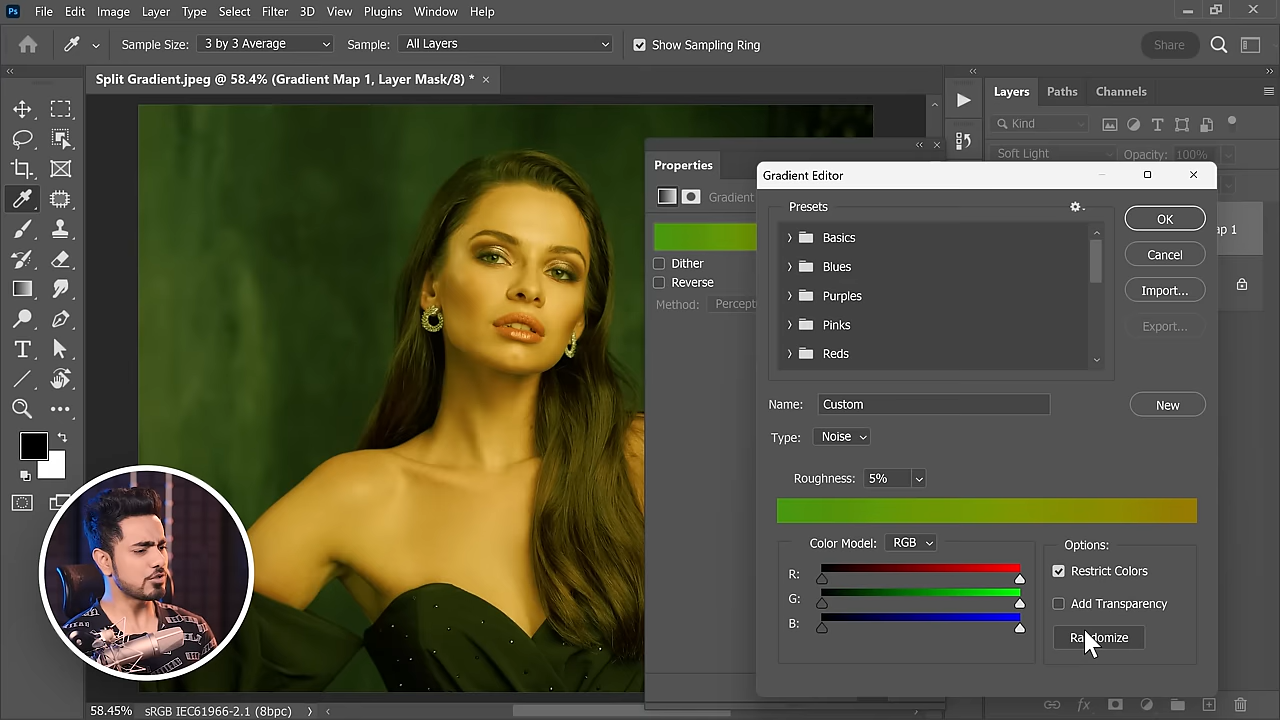 Ps File Edit Image Layer Type Select Filter 3D View Plugins Window Help
Sample Size: 3 by 3 Average Sample: All Layers Show Sampling Ring Share
Split Gradient.jpeg @ 58.4% (Gradient Map 1, Layer Mask/8) *
Layers Paths Channels
Kind
Soft Light Opacity: 100%
Properties
Gradient
Dither
Reverse
Method: Percept
Gradient Editor
Presets
Basics
Blues
Purples
Pinks
Reds
OK
Cancel
Import...
Export...
ap 1
Name: Custom New
Type: Noise
Roughness: 5%
Color Model: RGB
R:
G:
B:
Options:
Restrict Colors
Add Transparency
Randomize
58.45% sRGB IEC61966-2.1 (8bpc)